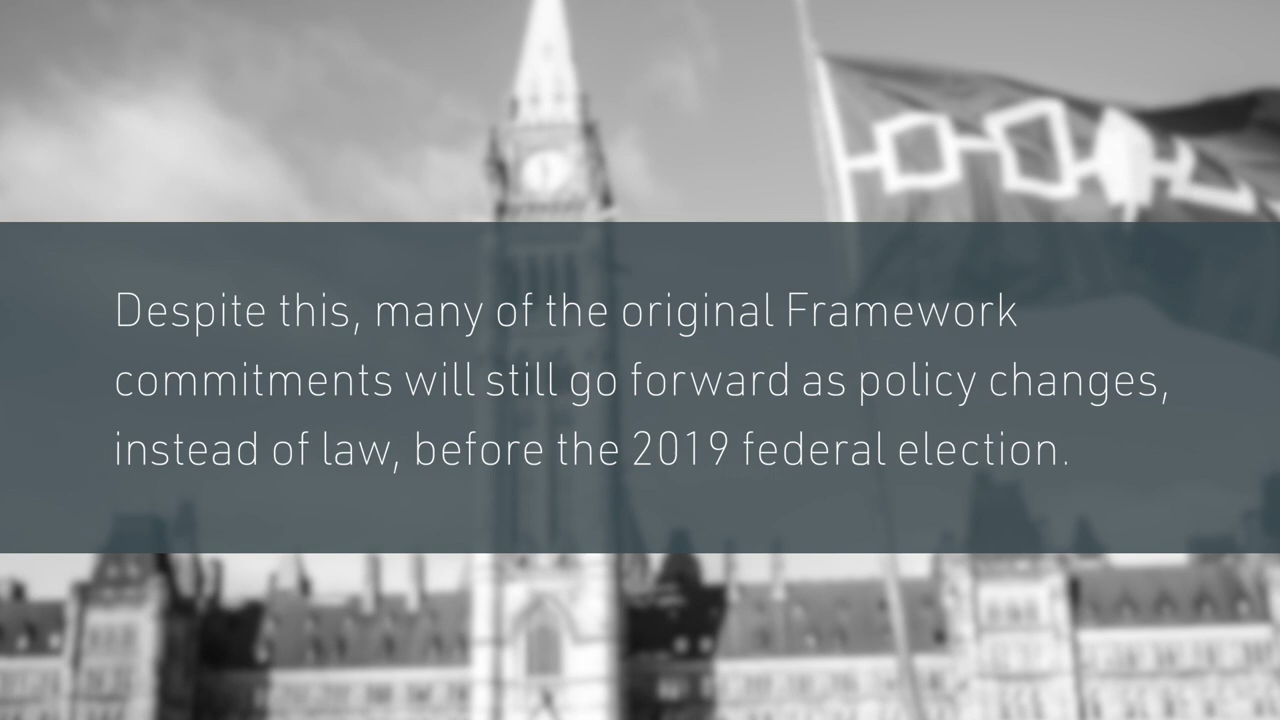 Despite this, many of the original Framework
commitments will still go forward as policy changes,
instead of law, before the 2019 federal election.